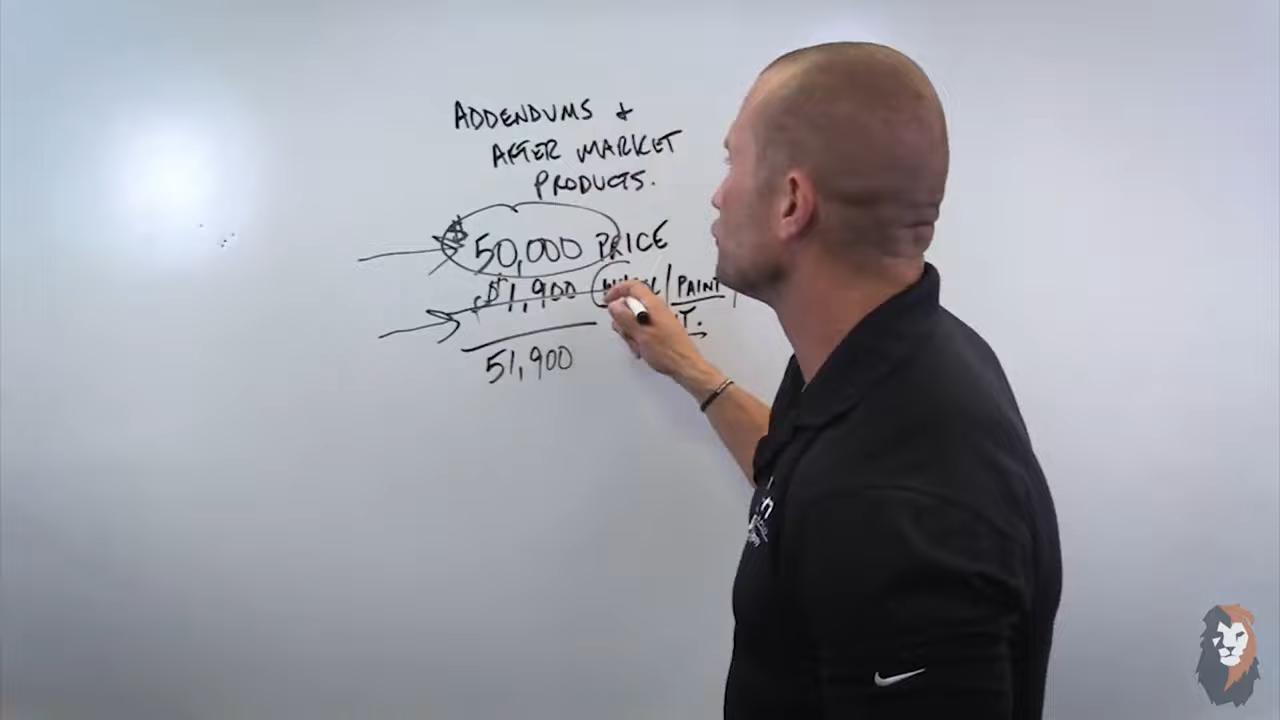 ADDENDUMS +
AFTER MARKET
PRODUCTS.
$ 50,000 PRICE
$1,900 / PAINT /
T.
51,900